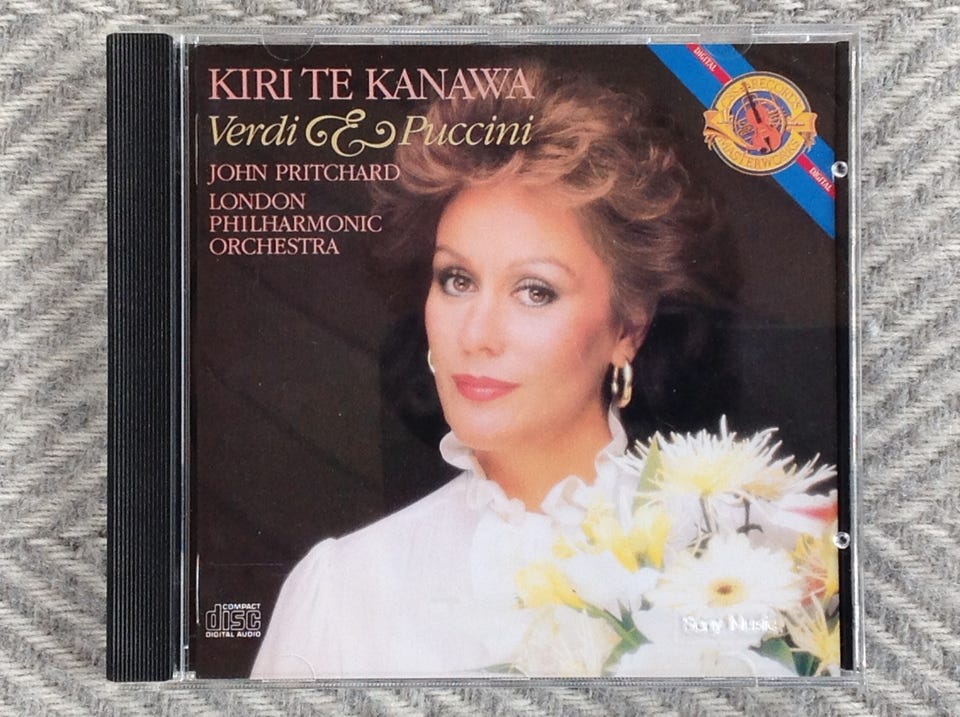 KIRI TE KANAWA
Verdi & Puccini
JOHN PRITCHARD
LONDON
PHILHARMONIC
ORCHESTRA
DIGITAL
CBS RECORDS
MASTERWORKS
DIGITAL
COMPACT
disc
DIGITAL AUDIO
Sony Music